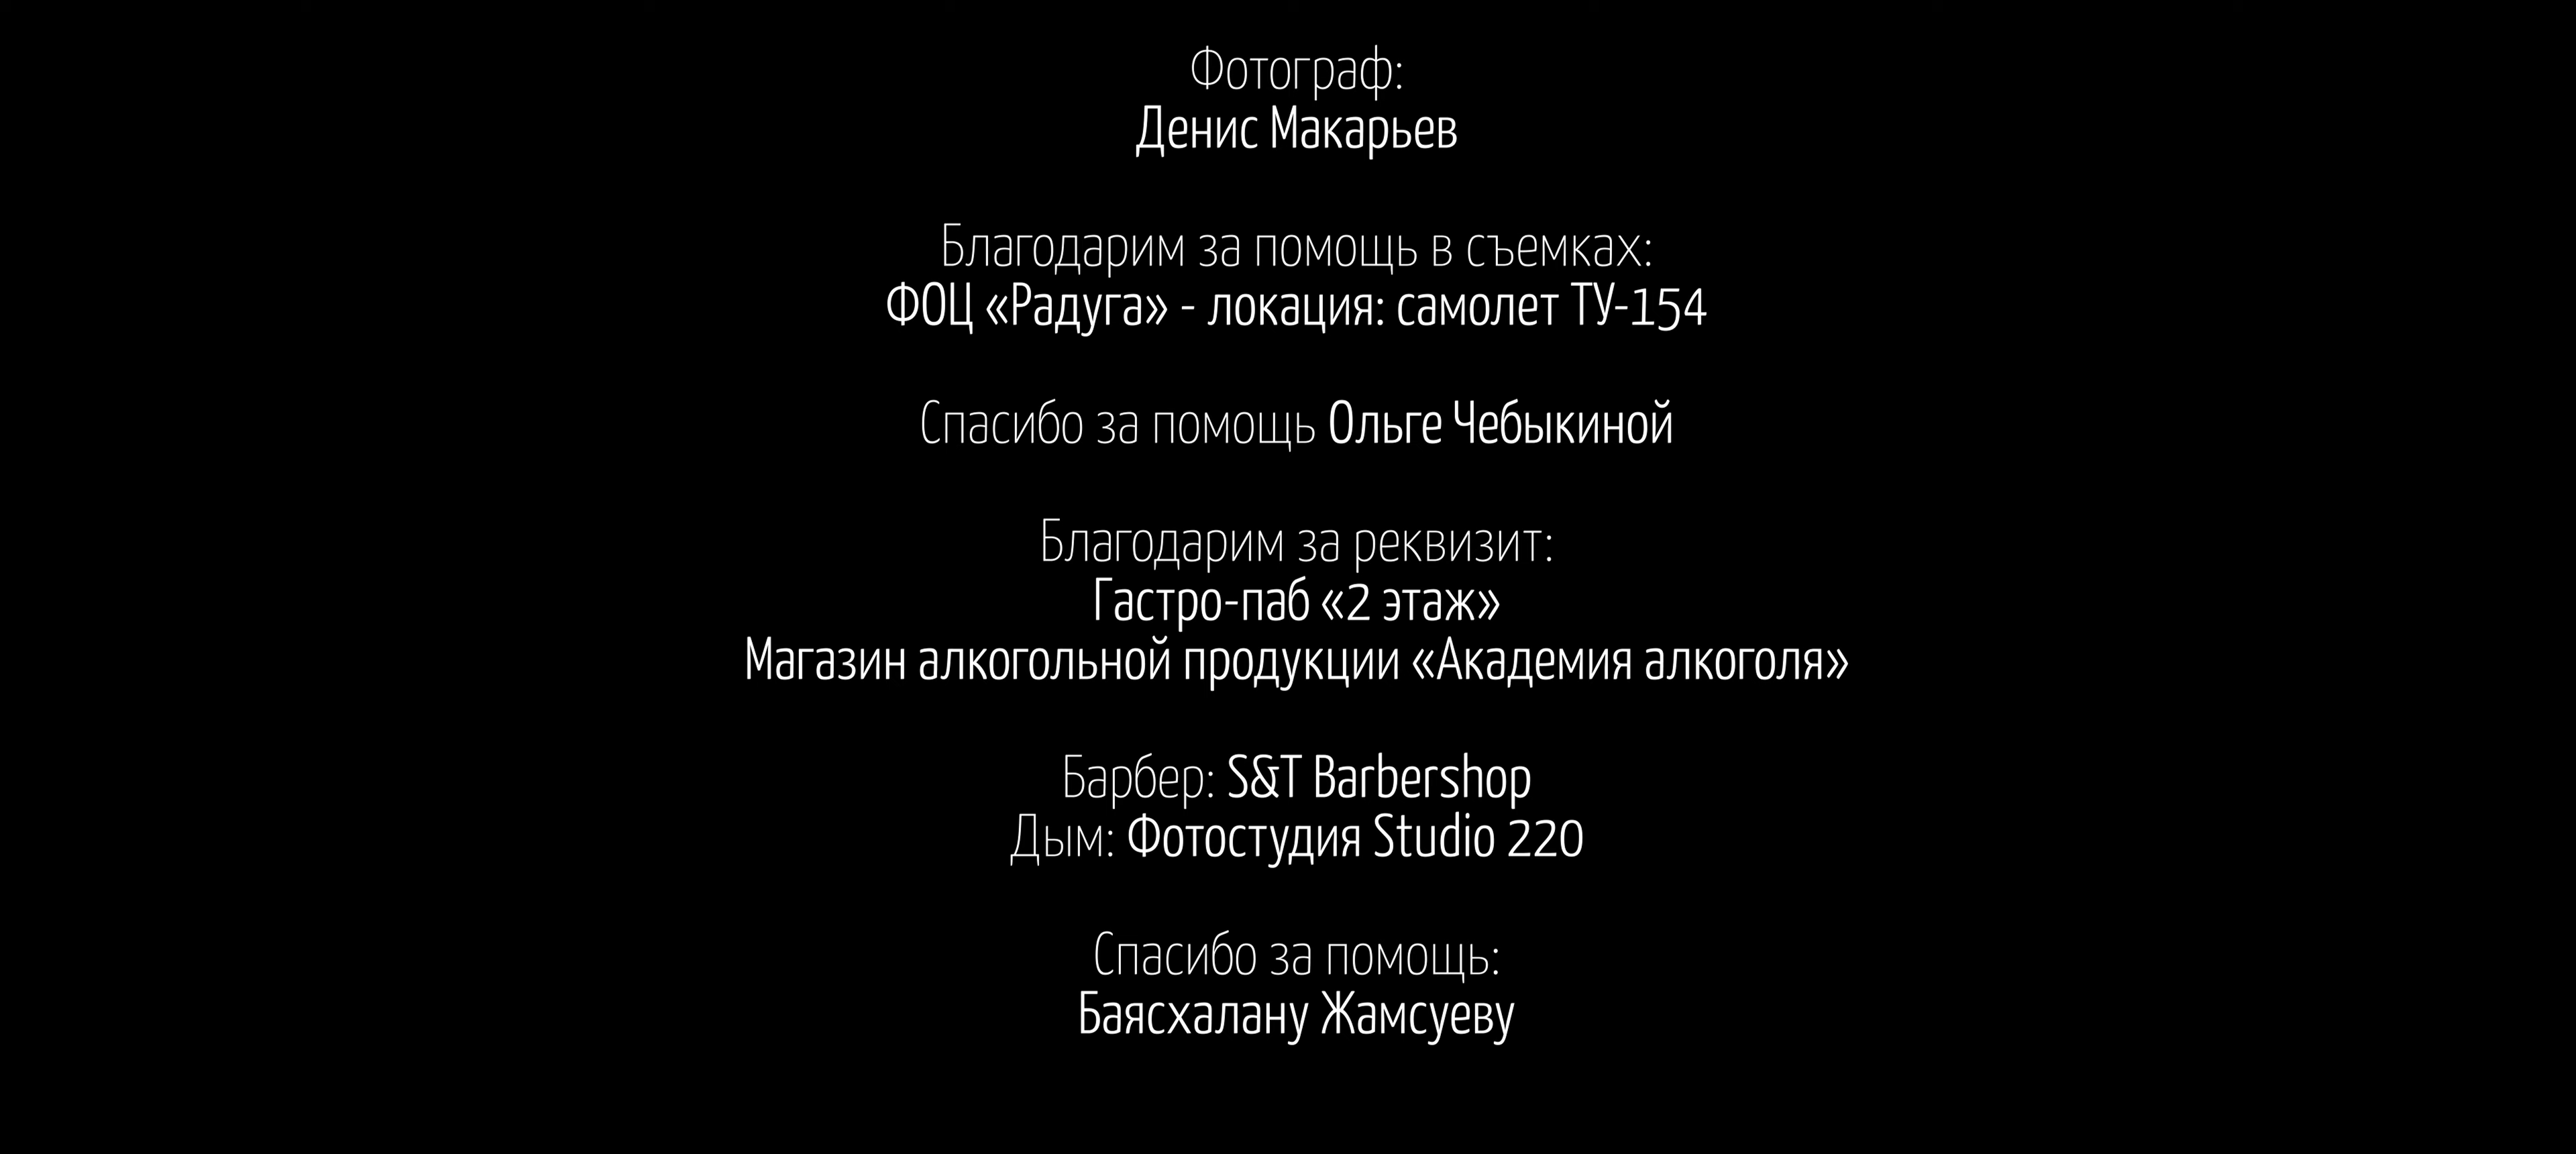 Фотограф:
Денис Макарьев
Благодарим за помощь в съемках:
ФОЦ «Радуга» - локация: самолет ТУ-154
Спасибо за помощь Ольге Чебыкиной
Благодарим за реквизит:
Гастро-паб «2 этаж»
Магазин алкогольной продукции «Академия алкоголя»
Барбер: S&T Barbershop
Дым: Фотостудия Studio 220
Спасибо за помощь:
Баясхалану Жамсуеву